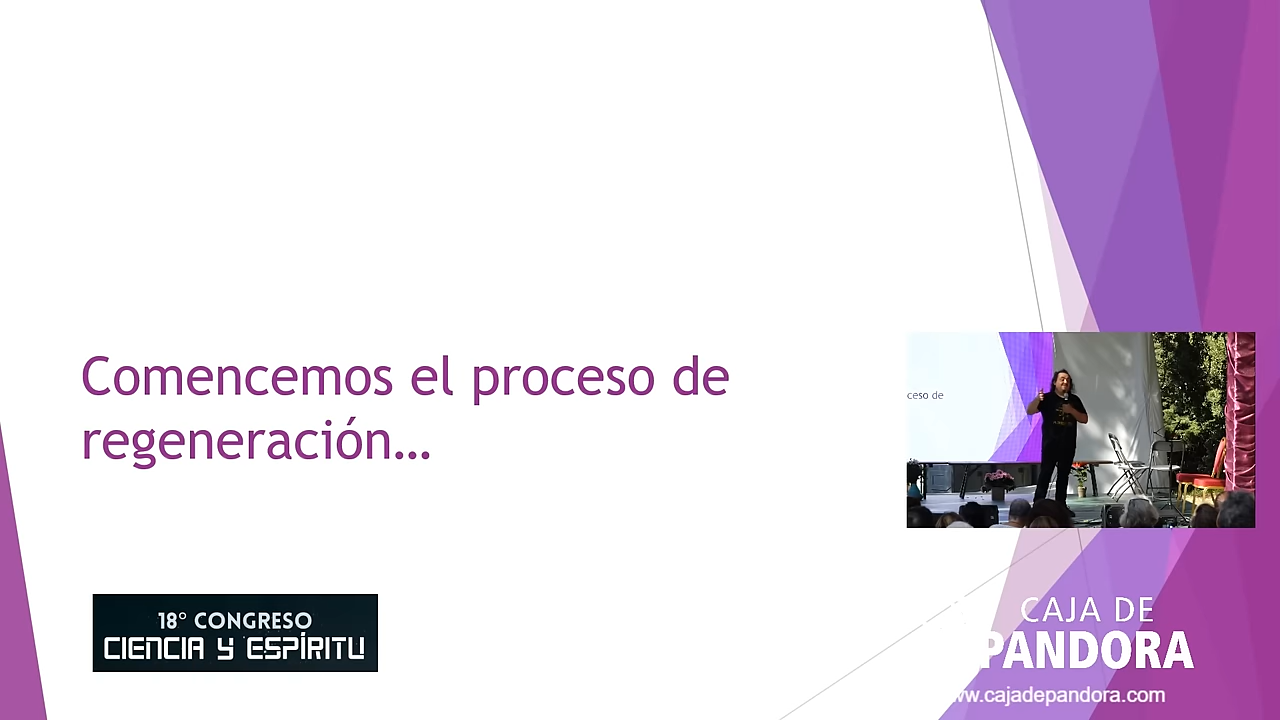 Comencemos el proceso de
regeneración…
ceso de
18° CONGRESO
CIENCIA Y ESPÍRITU
CAJA DE
PANDORA
www.cajadepandora.com